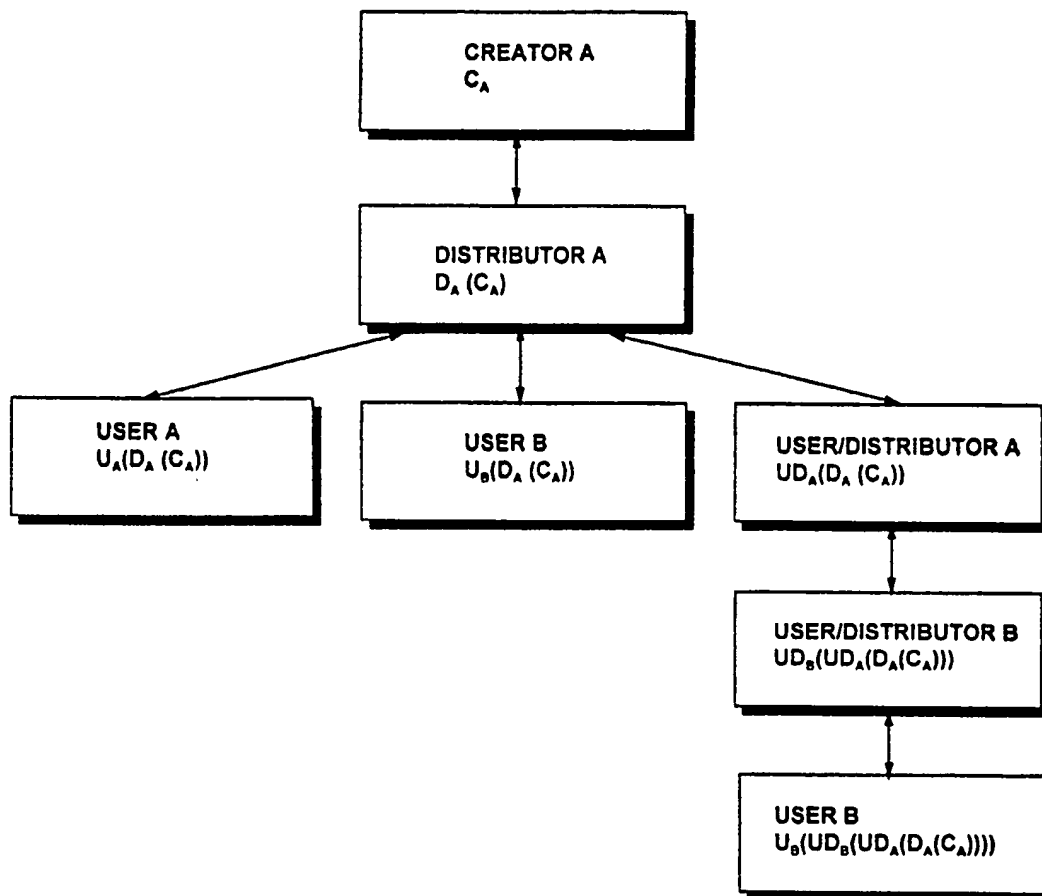 CREATOR A
C_A
DISTRIBUTOR A
D_A (C_A)
USER A
U_A(D_A (C_A))
USER B
U_B(D_A (C_A))
USER/DISTRIBUTOR A
UD_A(D_A (C_A))
USER/DISTRIBUTOR B
UD_B(UD_A(D_A(C_A)))
USER B
U_B(UD_B(UD_A(D_A(C_A))))